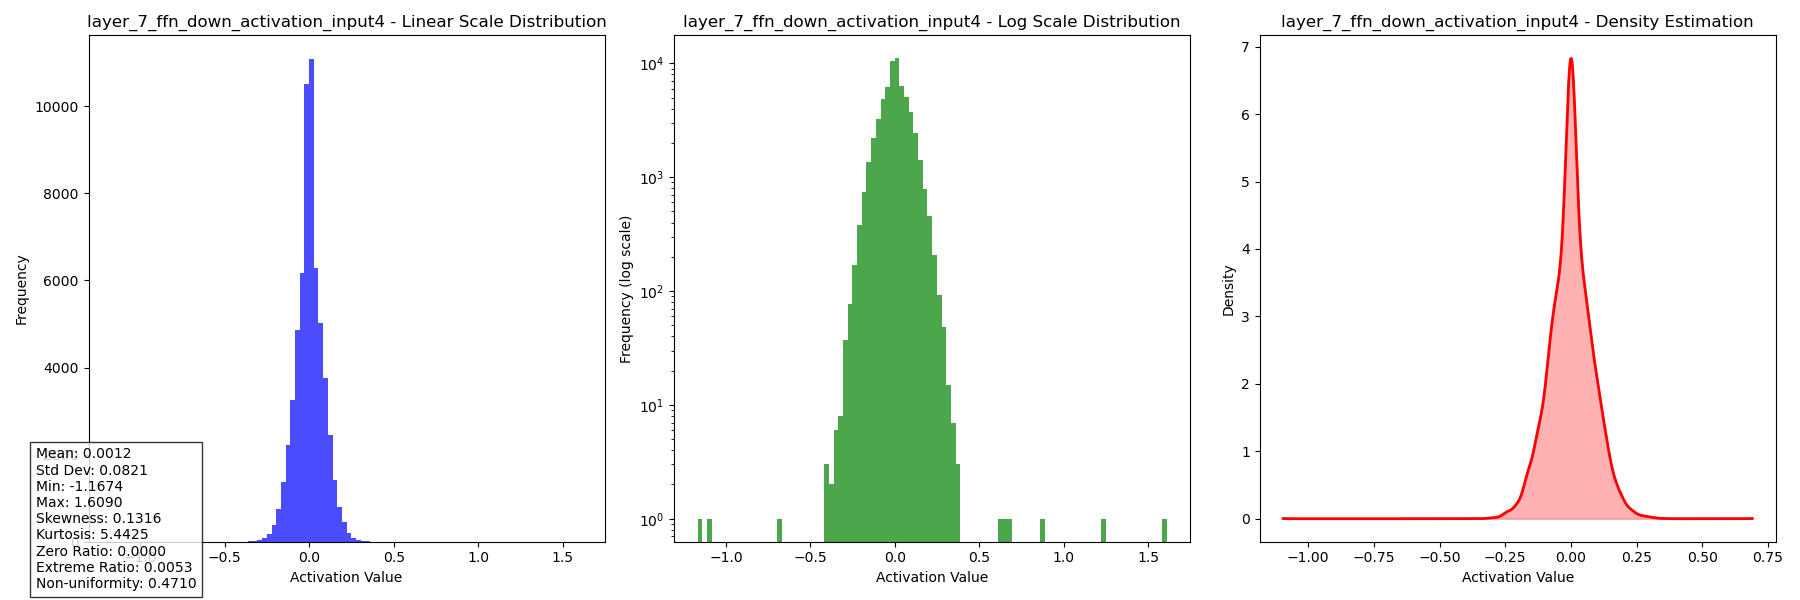 layer_7_ffn_down_activation_input4 - Linear Scale Distribution
Frequency
10000
8000
6000
4000
Mean: 0.0012
Std Dev: 0.0821
Min: -1.1674
Max: 1.6090
Skewness: 0.1316
Kurtosis: 5.4425
Zero Ratio: 0.0000
Extreme Ratio: 0.0053
Non-uniformity: 0.4710
−0.5 0.0 0.5 1.0 1.5
Activation Value
layer_7_ffn_down_activation_input4 - Log Scale Distribution
Frequency (log scale)
10⁴
10³
10²
10¹
10⁰
−1.0 −0.5 0.0 0.5 1.0 1.5
Activation Value
layer_7_ffn_down_activation_input4 - Density Estimation
Density
7
6
5
4
3
2
1
0
−1.00 −0.75 −0.50 −0.25 0.00 0.25 0.50 0.75
Activation Value